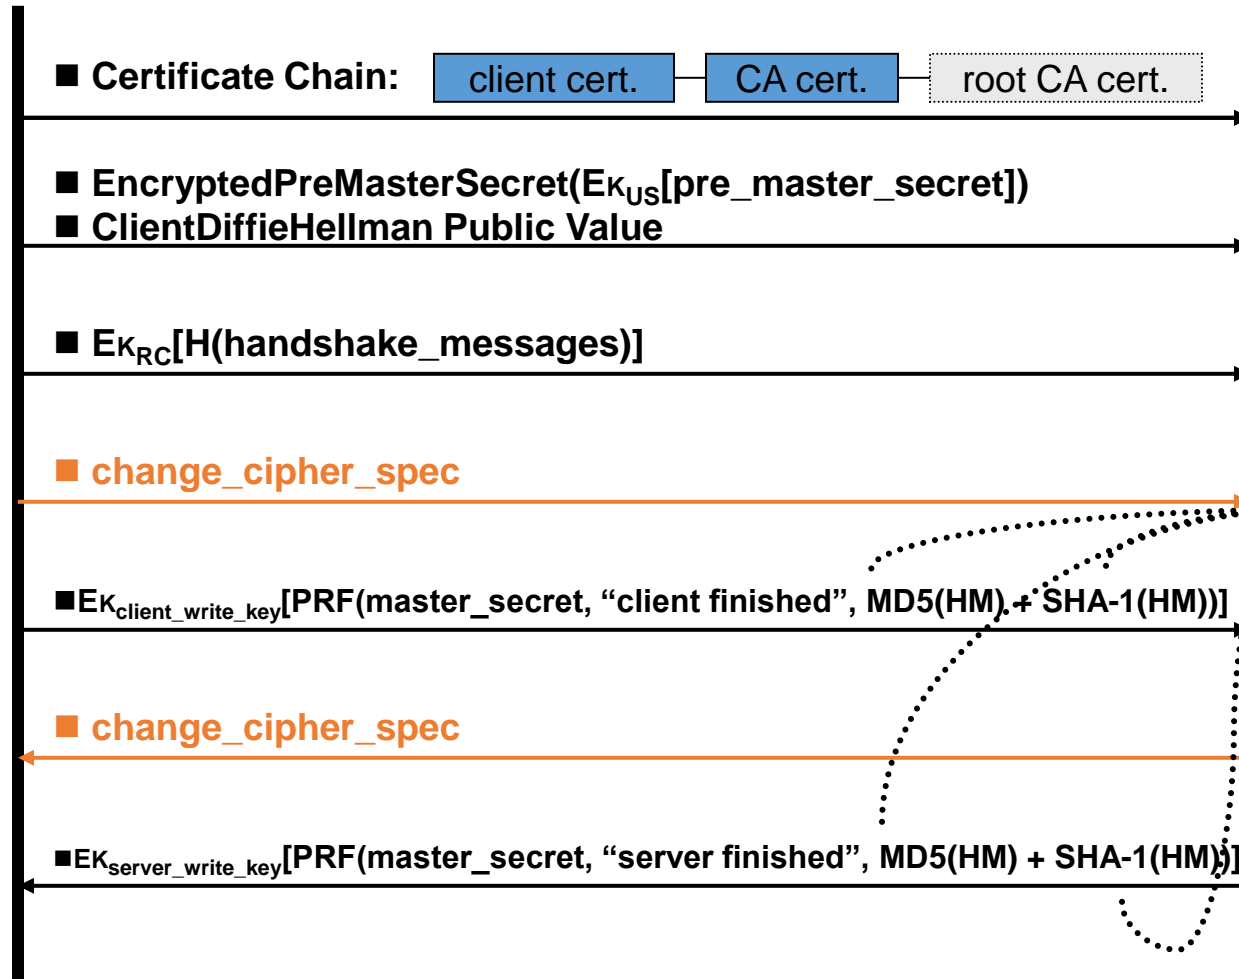 ■ Certificate Chain: client cert. CA cert. root CA cert.
■ EncryptedPreMasterSecret(EKUS[pre_master_secret])
■ ClientDiffieHellman Public Value
■ EKRC[H(handshake_messages)]
■ change_cipher_spec
■EKclient_write_key[PRF(master_secret, “client finished”, MD5(HM) + SHA-1(HM))]
■ change_cipher_spec
■EKserver_write_key[PRF(master_secret, “server finished”, MD5(HM) + SHA-1(HM))]